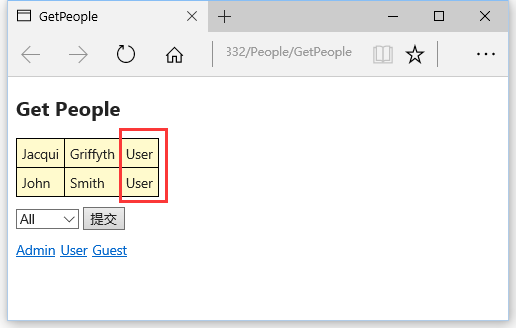 GetPeople
332/People/GetPeople
Get People
Jacqui Griffyth User
John Smith User
All 提交
Admin User Guest